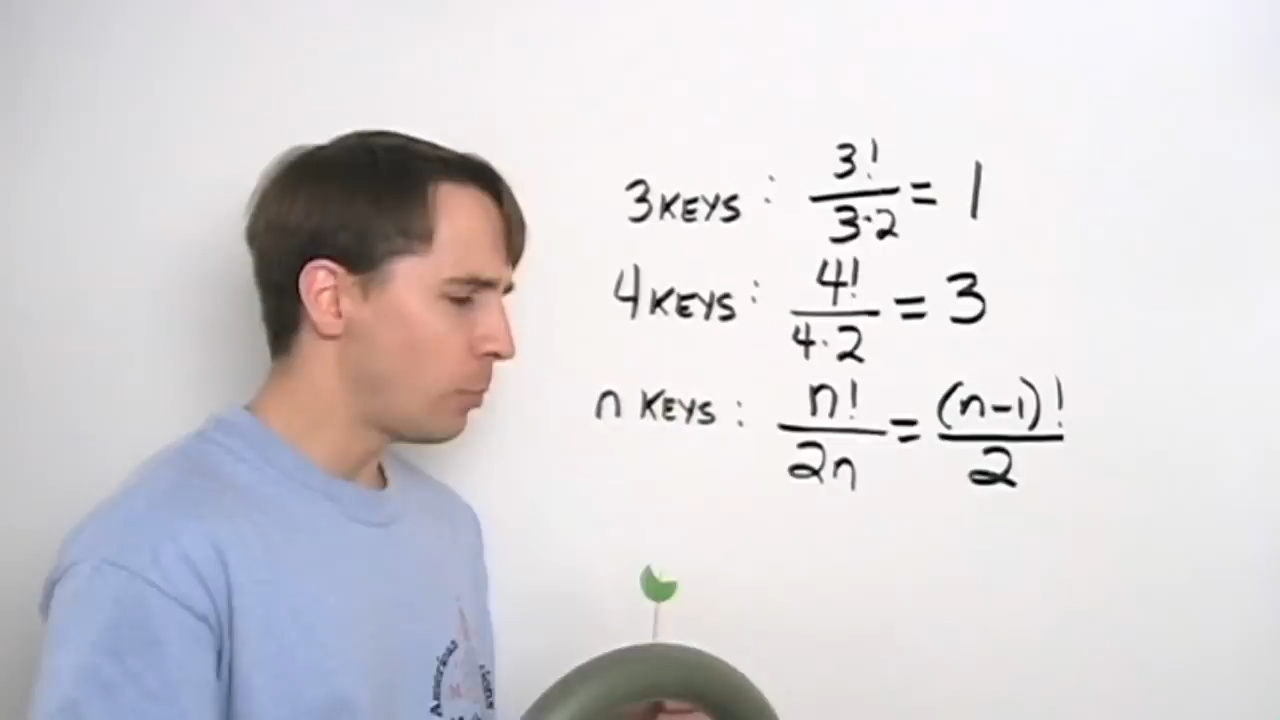 3 KEYS : 3! / 3·2 = 1
4 KEYS : 4! / 4·2 = 3
n KEYS : n! / 2n = (n-1)! / 2